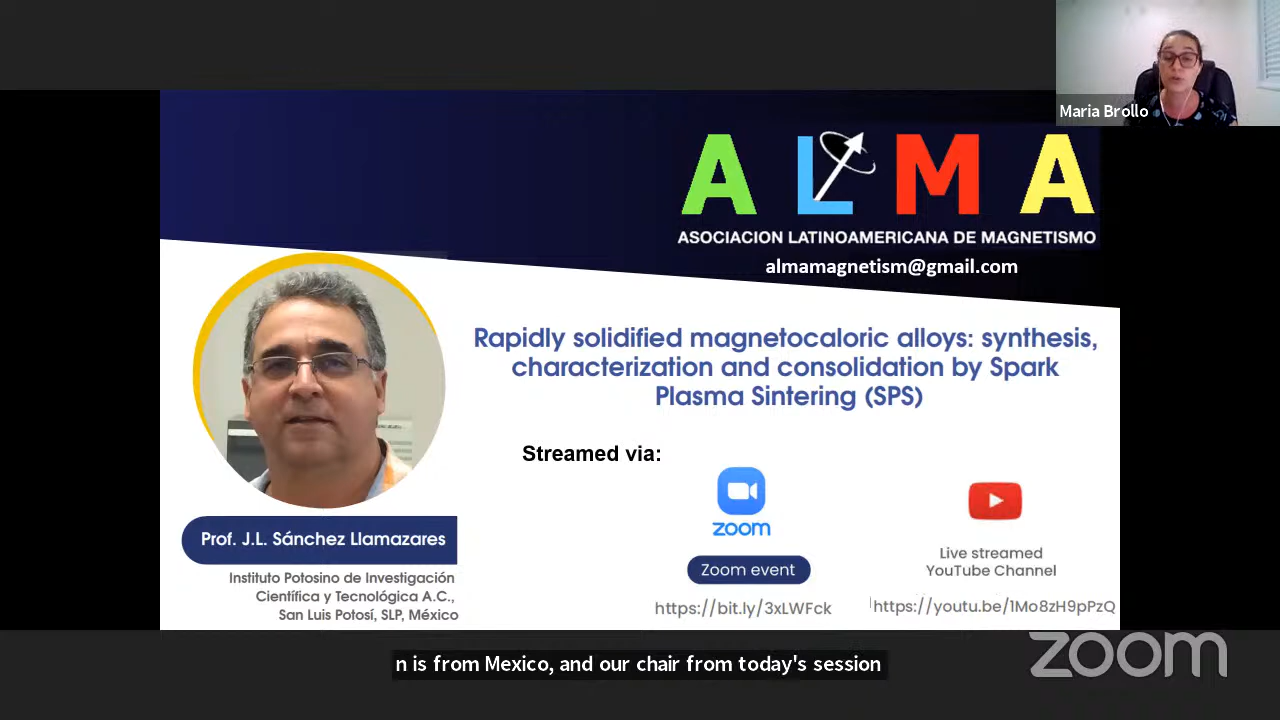 Maria Brollo
A L M A
ASOCIACION LATINOAMERICANA DE MAGNETISMO
almamagnetism@gmail.com
Rapidly solidified magnetocaloric alloys: synthesis,
characterization and consolidation by Spark
Plasma Sintering (SPS)
Streamed via:
zoom
Zoom event
https://bit.ly/3xLWFck
Live streamed
YouTube Channel
https://youtu.be/1Mo8zH9pPzQ
Prof. J.L. Sánchez Llamazares
Instituto Potosino de Investigación
Científica y Tecnológica A.C.,
San Luis Potosí, SLP, México
n is from Mexico, and our chair from today's session
zoom